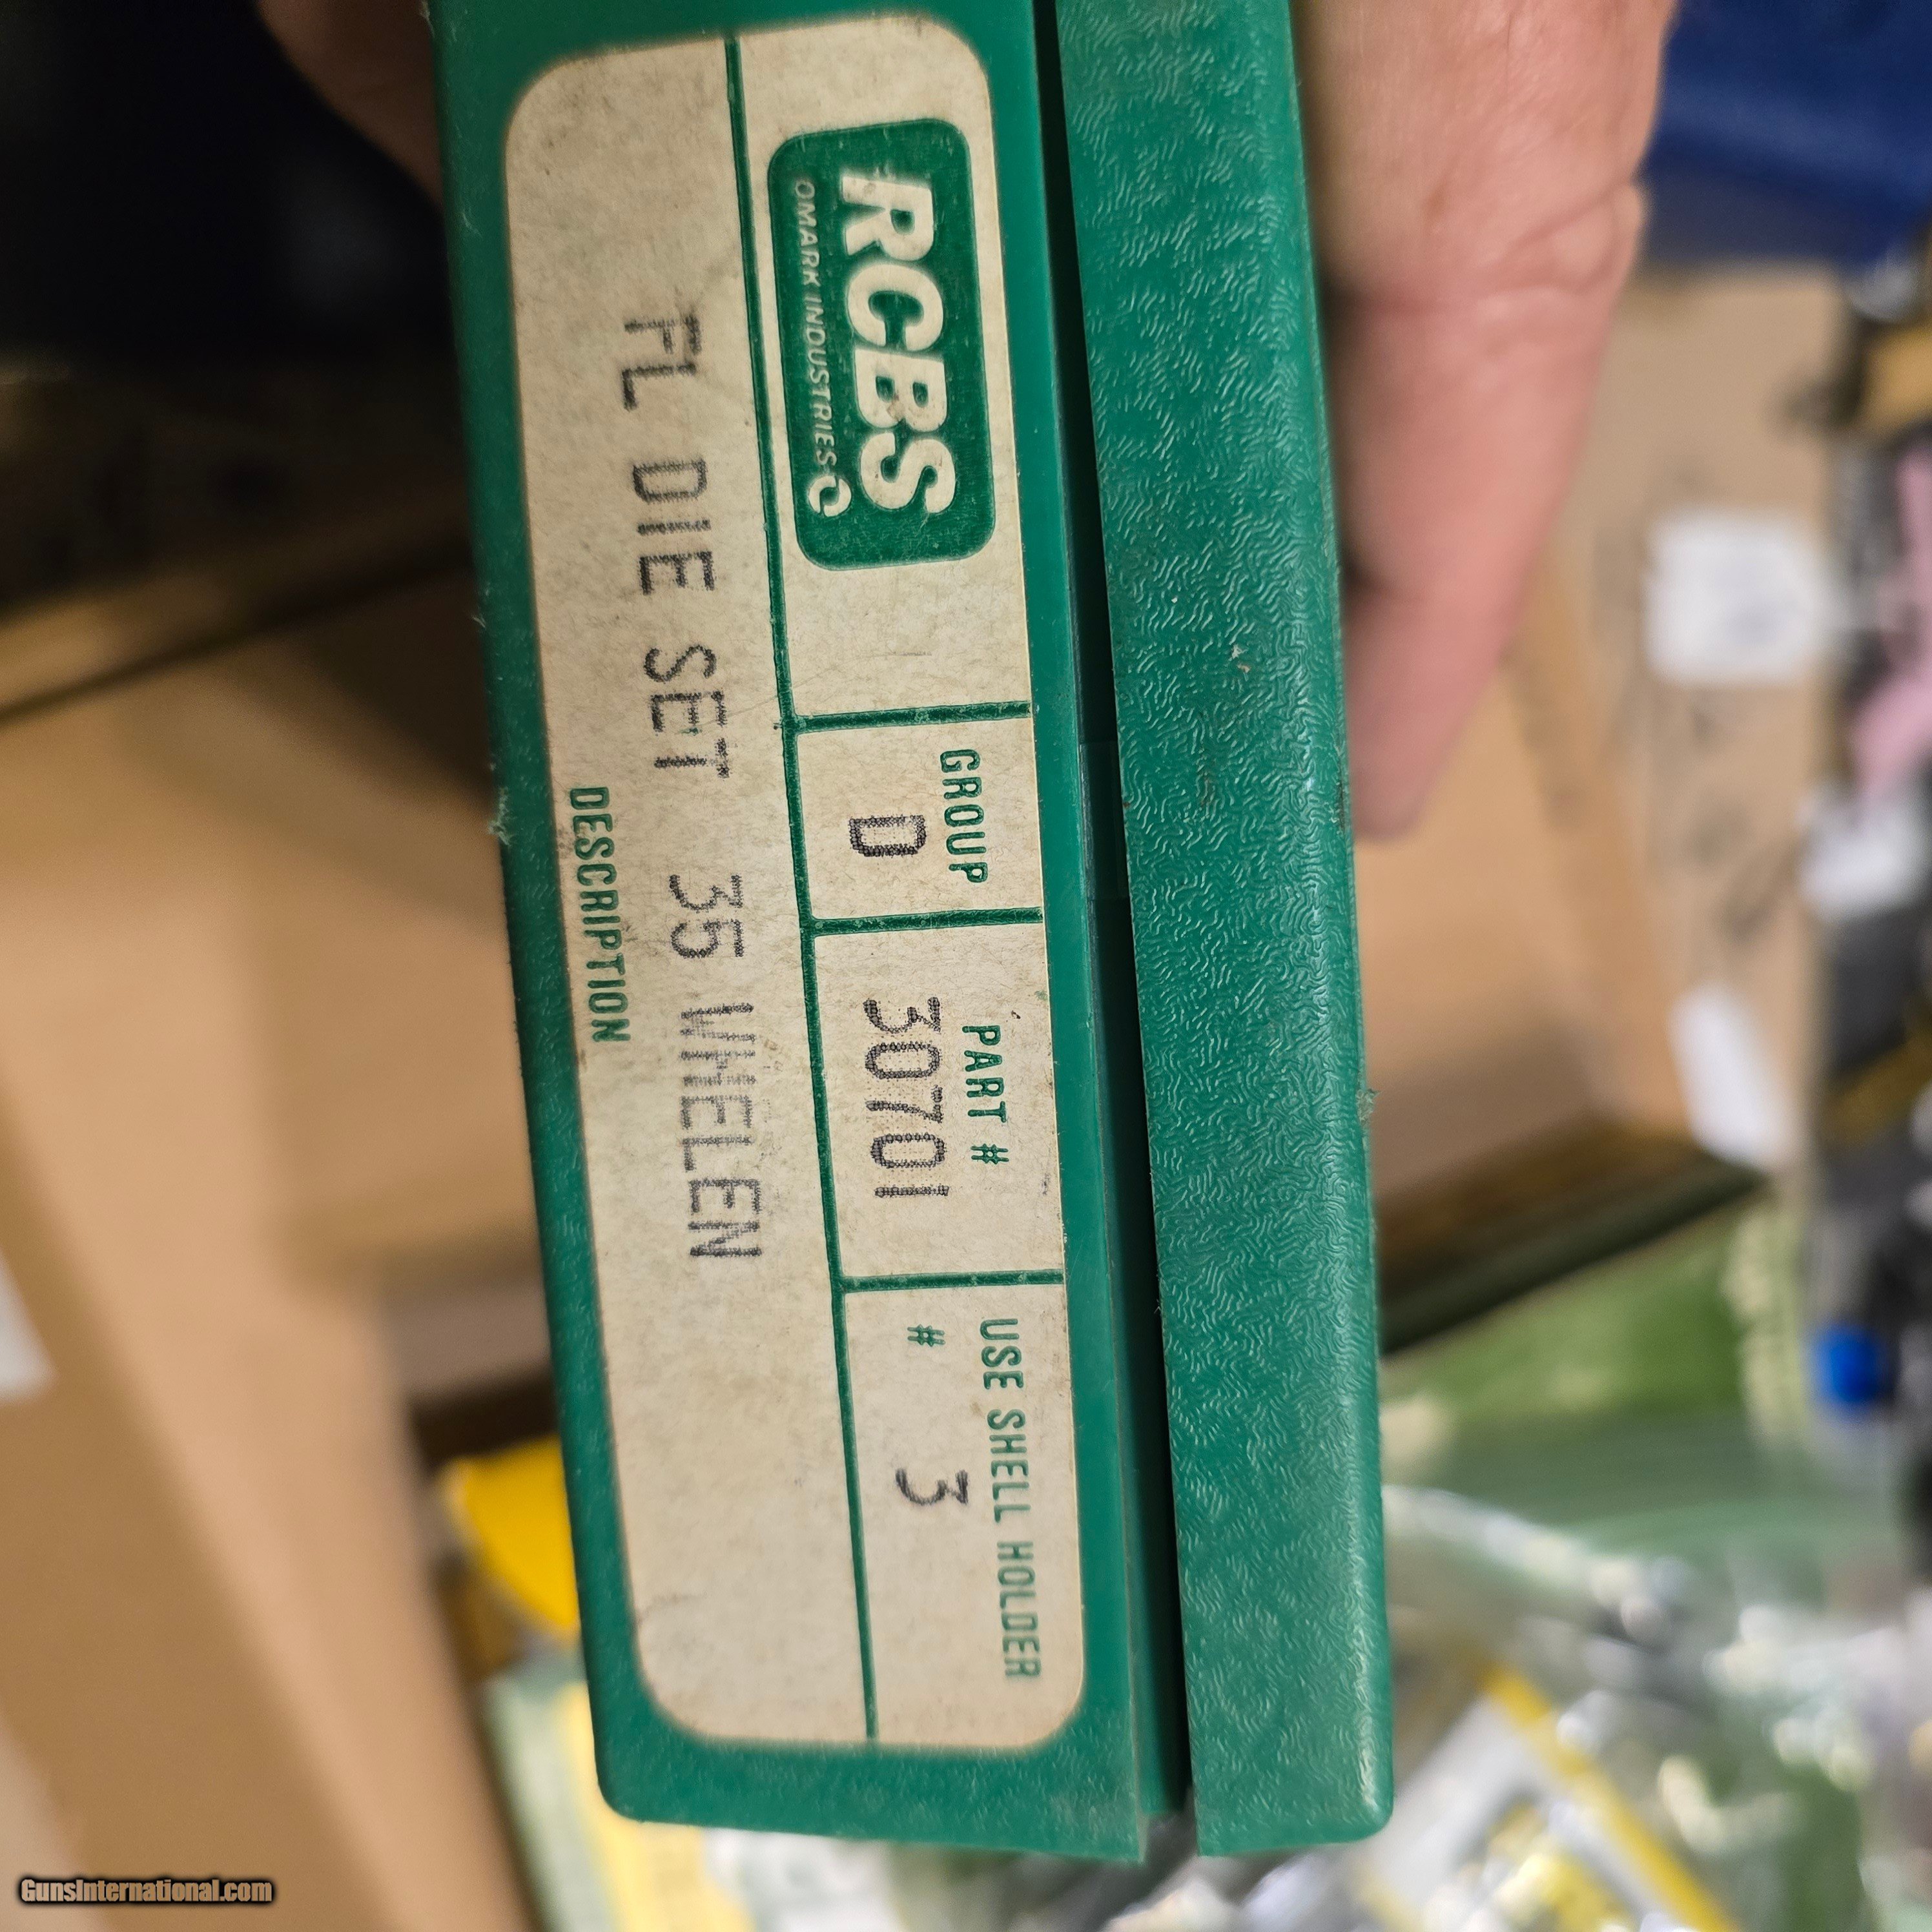 RCBS
OMARK INDUSTRIES
GROUP
D
PART #
30701
USE SHELL HOLDER
# 3
FL DIE SET 35 WHELEN
DESCRIPTION
GunsInternational.com